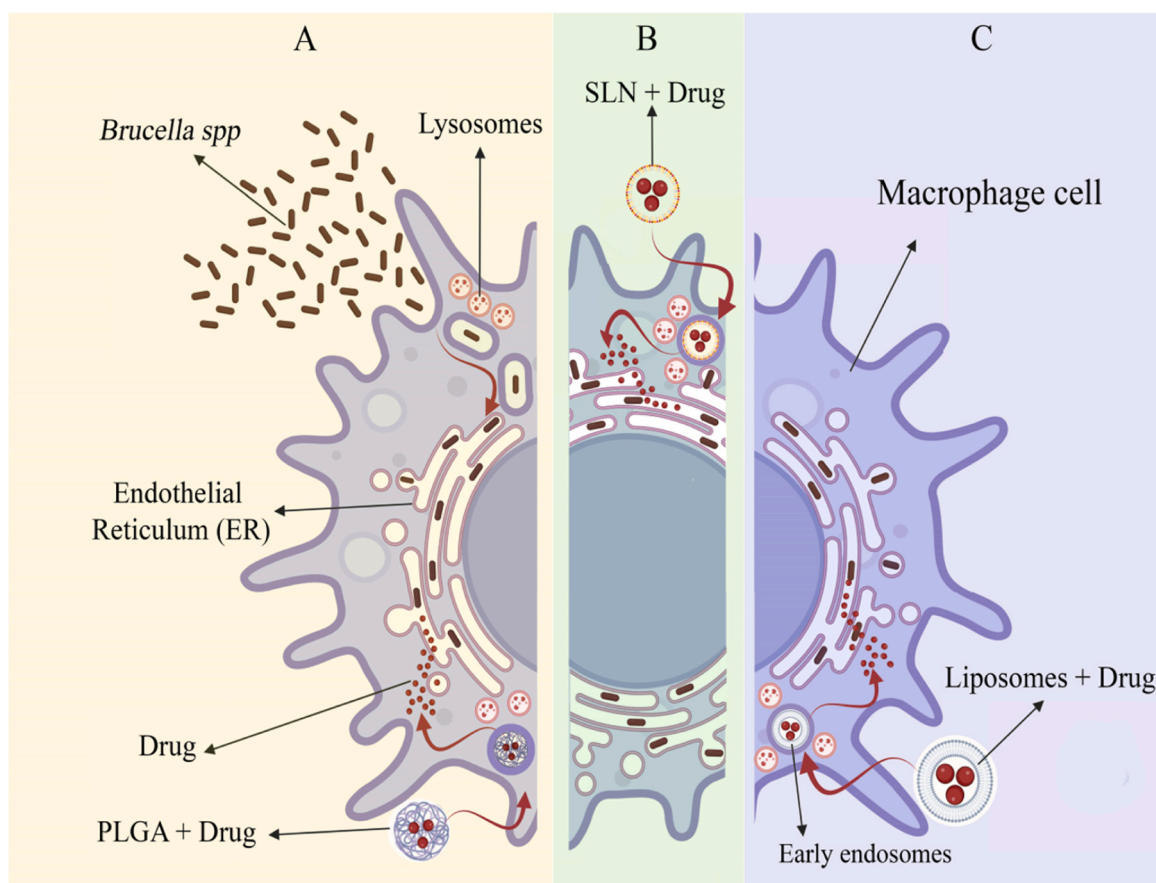 A
B
C
Brucella spp
Lysosomes
SLN + Drug
Macrophage cell
Endothelial
Reticulum (ER)
Drug
PLGA + Drug
Liposomes + Drug
Early endosomes